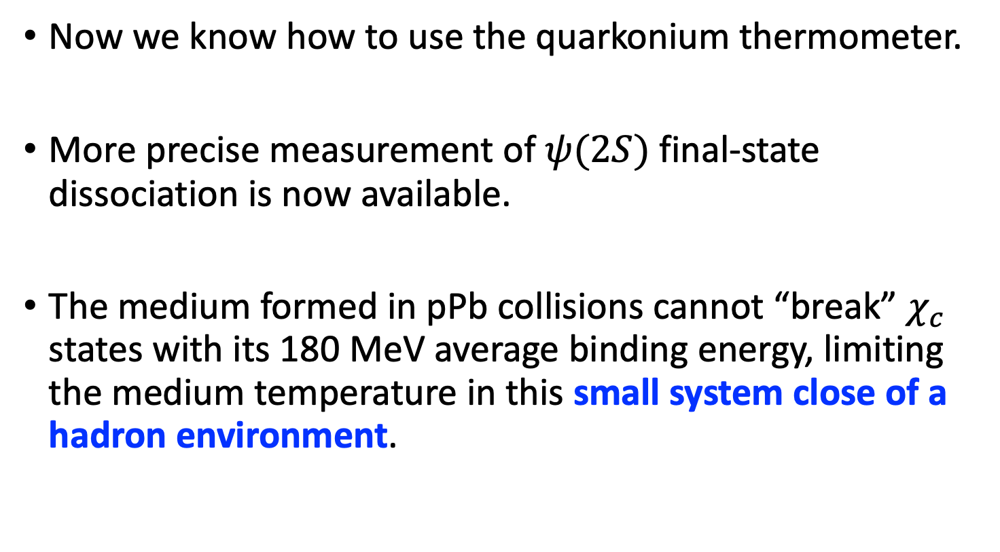 • Now we know how to use the quarkonium thermometer.
• More precise measurement of ψ(2S) final-state
dissociation is now available.
• The medium formed in pPb collisions cannot “break” χc
states with its 180 MeV average binding energy, limiting
the medium temperature in this small system close of a
hadron environment.